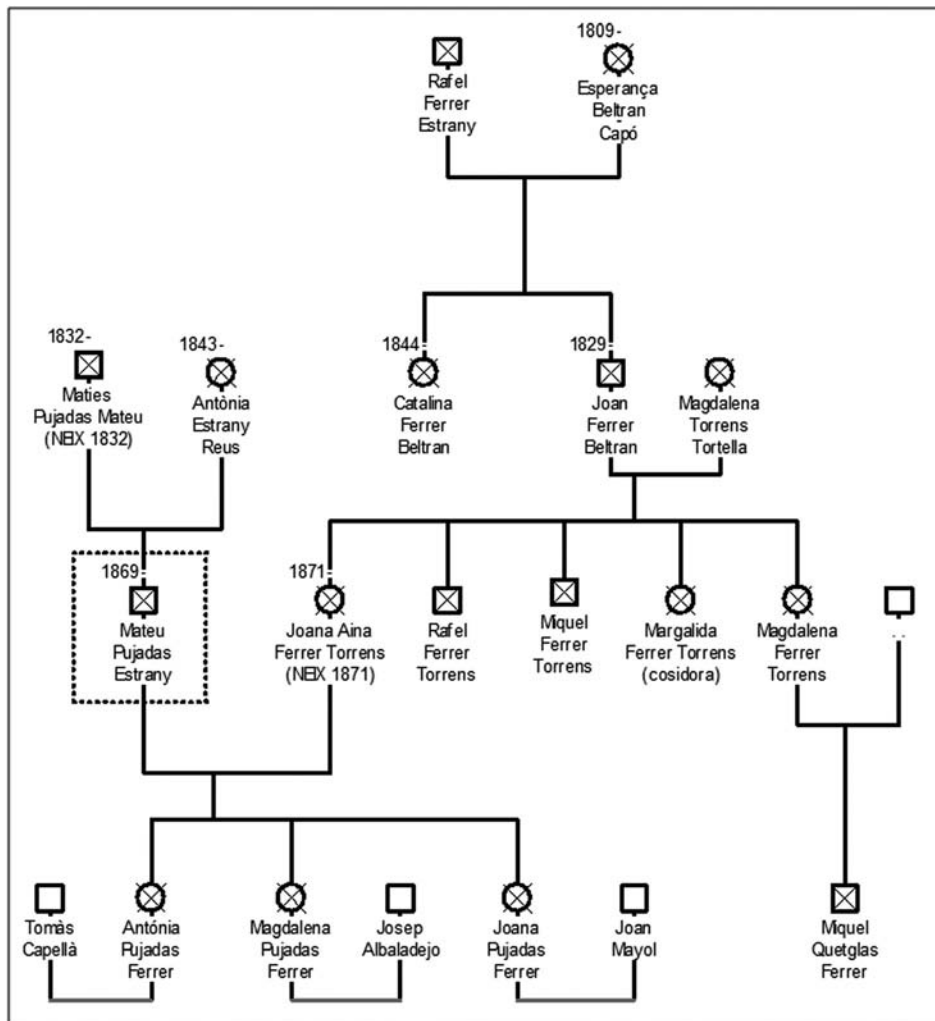 1809-
Rafel
Ferrer
Estrany
Esperança
Beltran
-
Capó
1832-
Maties
Pujadas Mateu
(NEIX 1832)
1843-
Antònia
Estrany
Reus
1844-
Catalina
Ferrer
Beltran
1829-
Joan
Ferrer
Beltran
Magdalena
Torrens
Tortella
1869-
Mateu
Pujadas
Estrany
1871-
Joana Aina
Ferrer Torrens
(NEIX 1871)
Rafel
Ferrer
Torrens
Miquel
Ferrer
Torrens
Margalida
Ferrer Torrens
(cosidora)
Magdalena
Ferrer
Torrens
Tomàs
Capellà
Antónia
Pujadas
Ferrer
Magdalena
Pujadas
Ferrer
Josep
Albaladejo
Joana
Pujadas
Ferrer
Joan
Mayol
Miquel
Quetglas
Ferrer